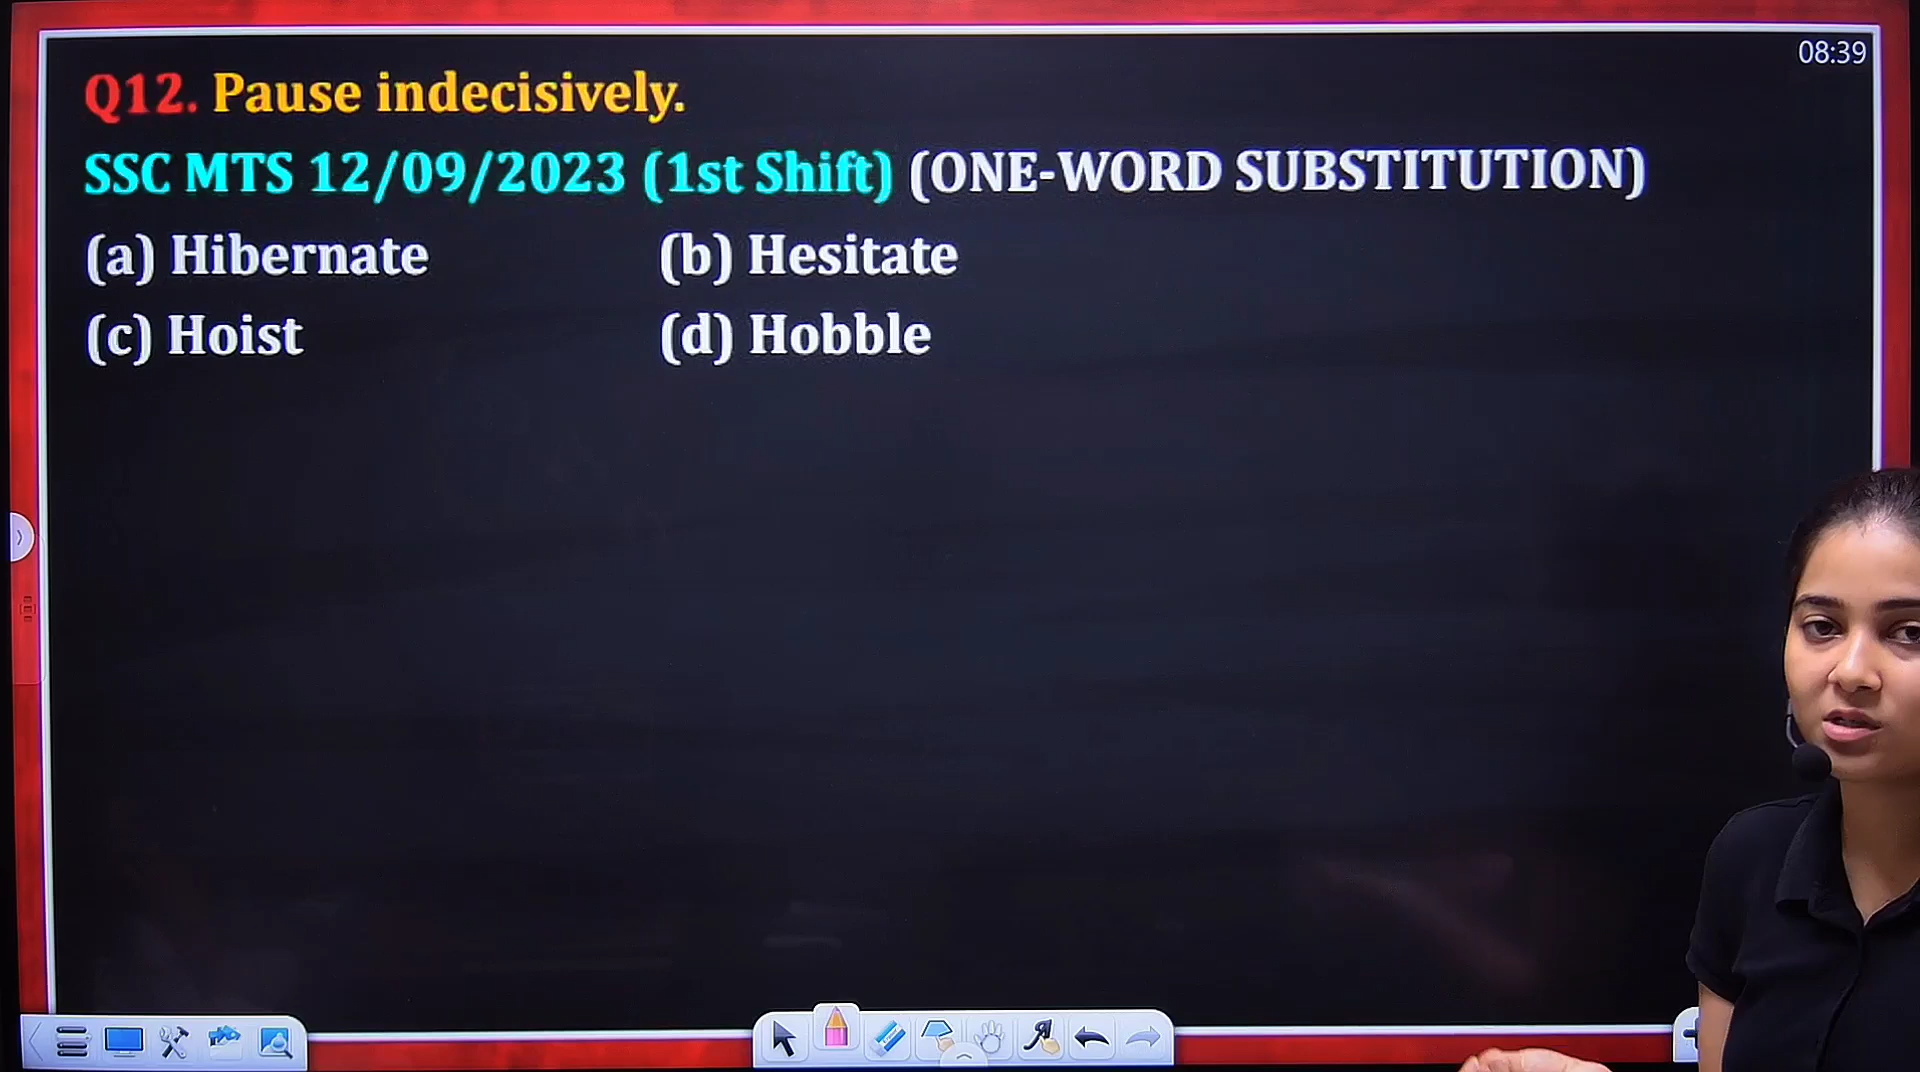 08:39
Q12. Pause indecisively.
SSC MTS 12/09/2023 (1st Shift) (ONE-WORD SUBSTITUTION)
(a) Hibernate (b) Hesitate
(c) Hoist (d) Hobble